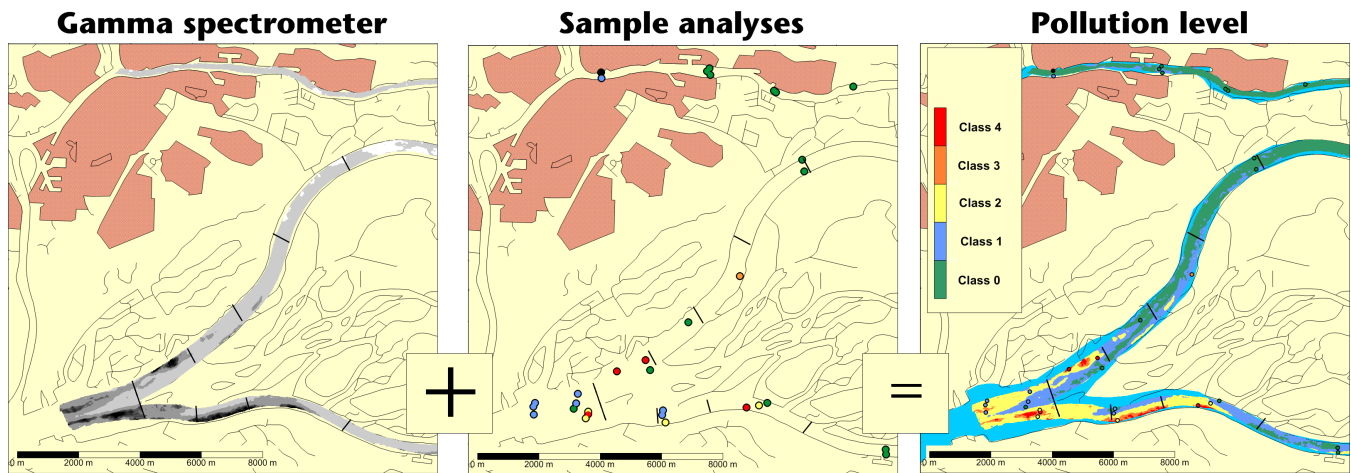 Gamma spectrometer
Sample analyses
Pollution level
Class 4
Class 3
Class 2
Class 1
Class 0
+
=
0 m 2000 m 4000 m 6000 m 8000 m
0 m 2000 m 4000 m 6000 m 8000 m
0 m 2000 m 4000 m 6000 m 8000 m